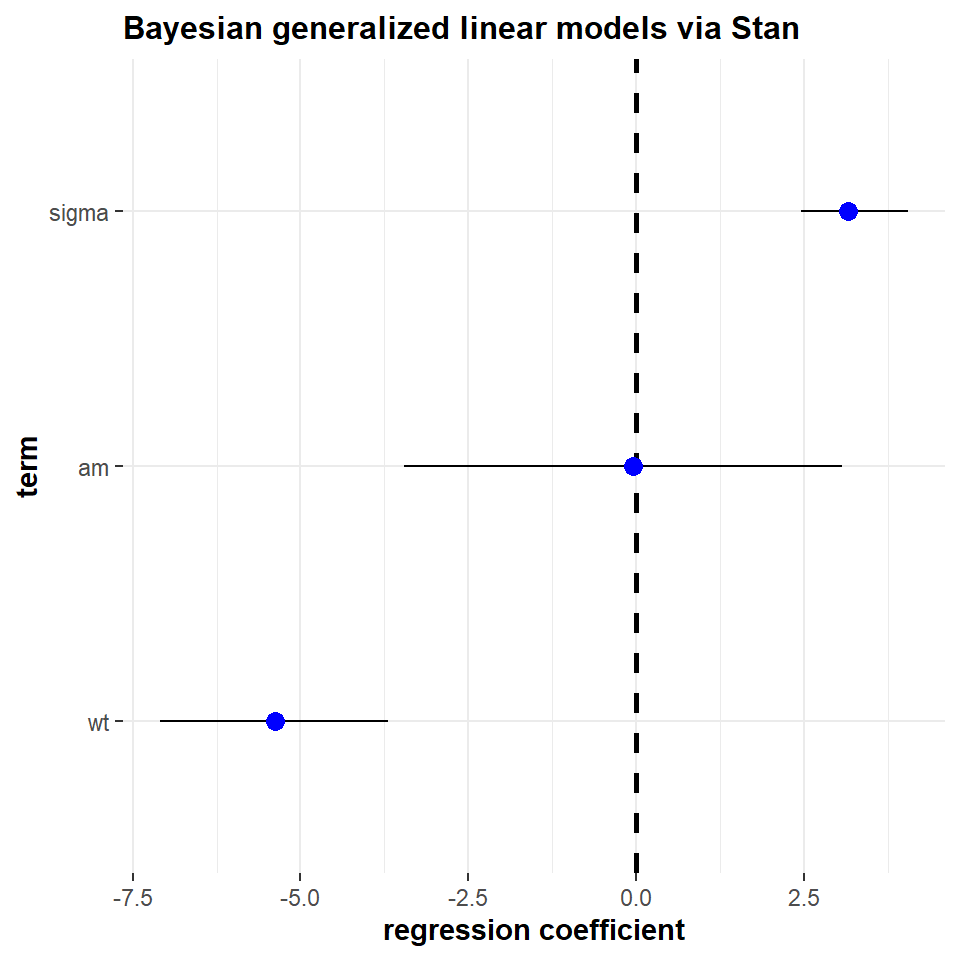 Bayesian generalized linear models via Stan
term
sigma
am
wt
-7.5 -5.0 -2.5 0.0 2.5
regression coefficient